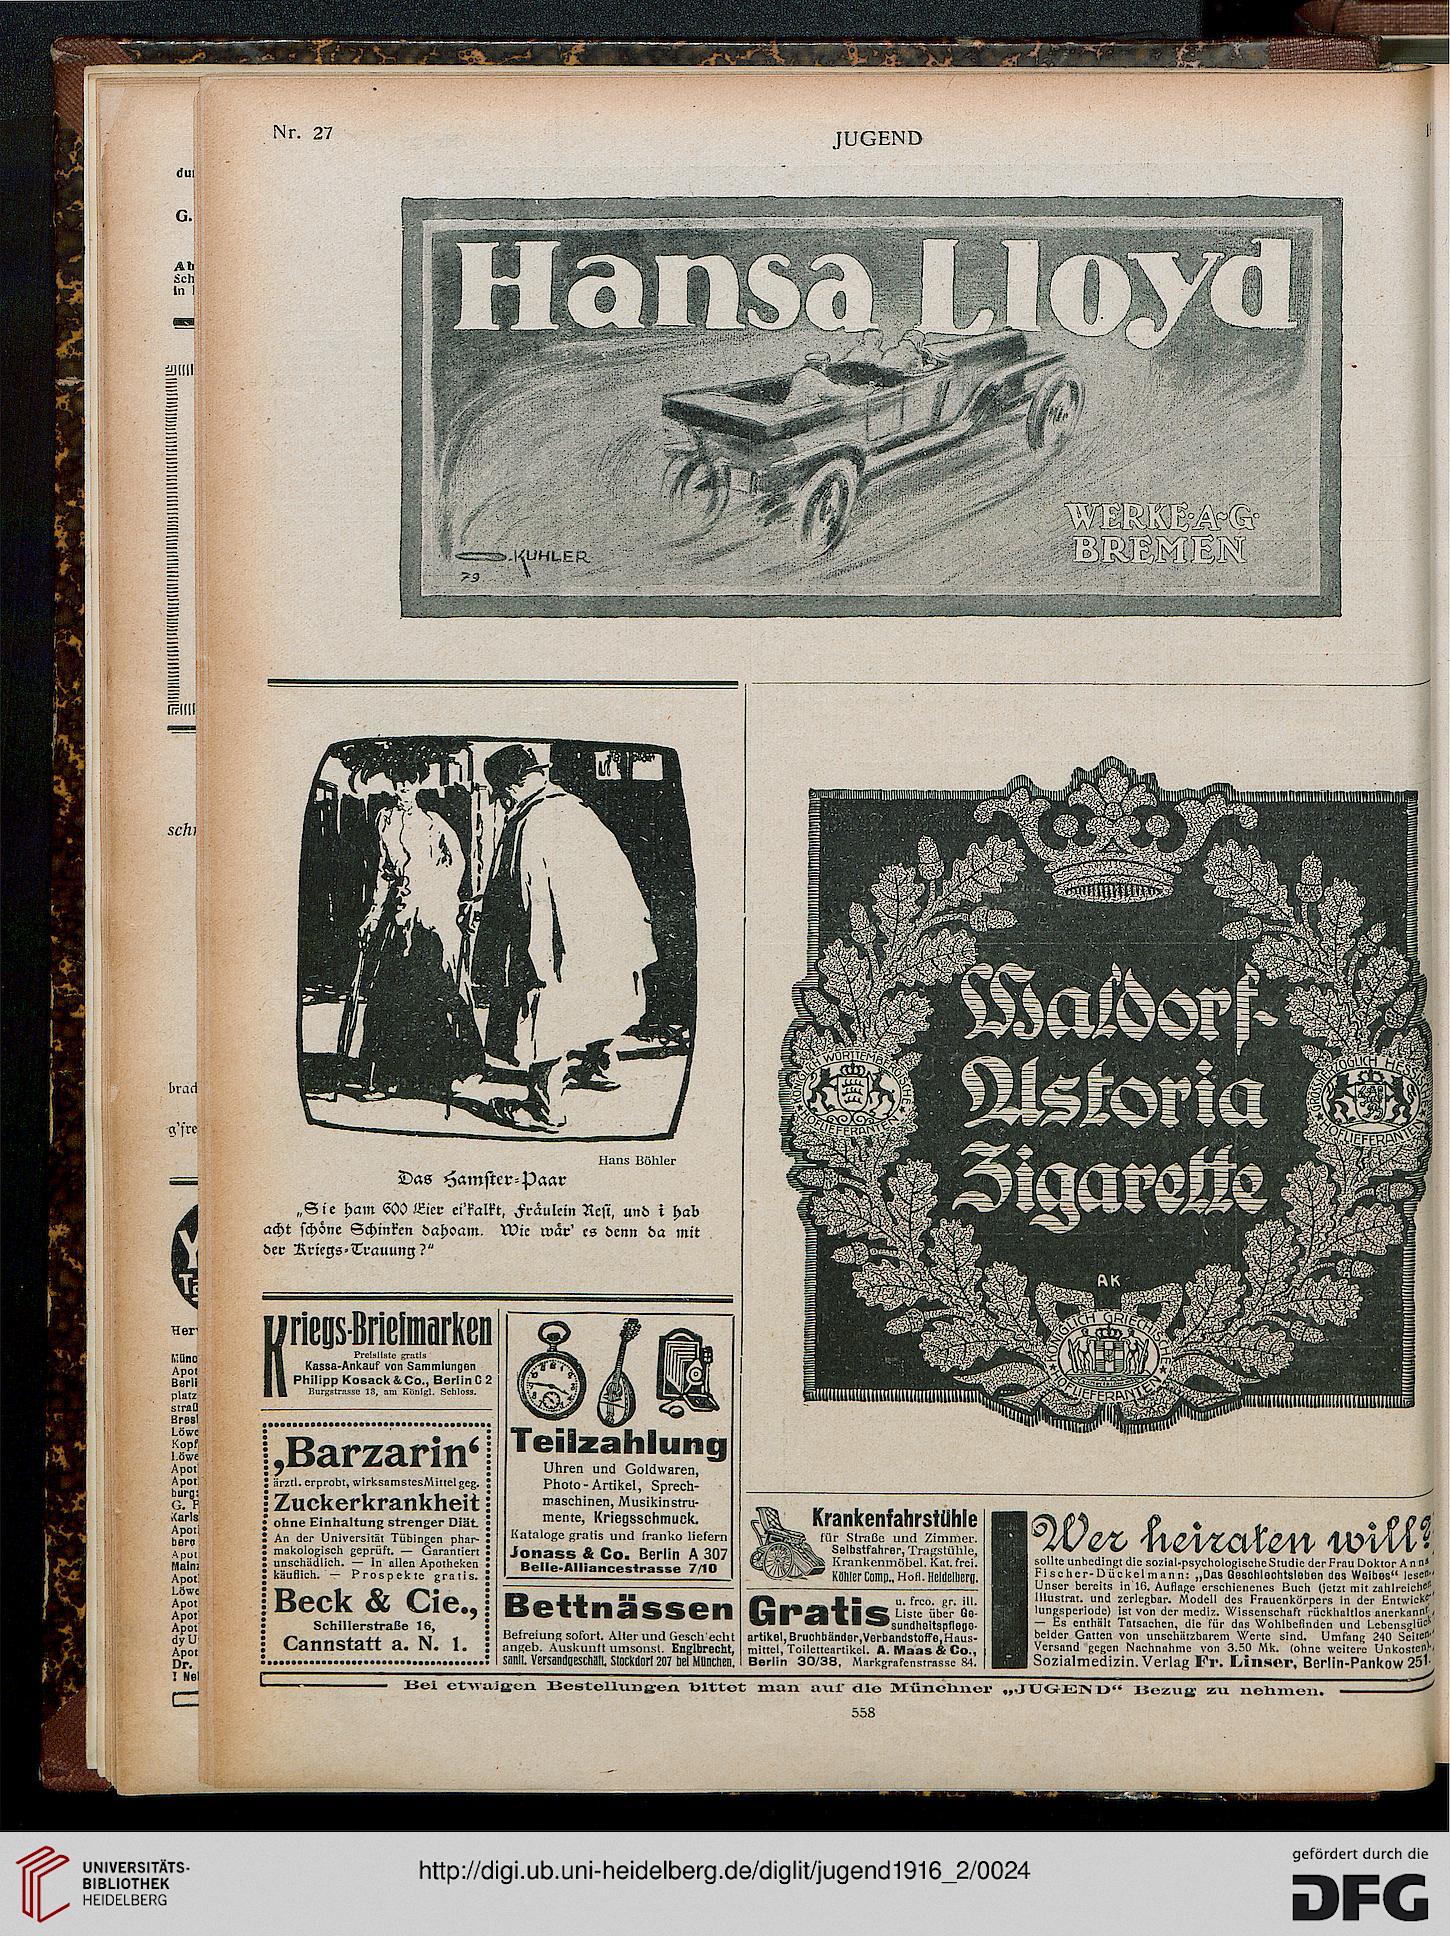 Nr. 27
JUGEND
Hansa Lloyd
WERKE·A-G·
BREMEN
O.KUHLER
79
Hans Böhler
Das Hamster-Paar
„Sie ham 600 Eier ei'kalkt, Fräulein Resi, und i hab
acht schöne Schinken dahoam. Wie wär' es denn da mit
der Kriegs-Trauung?“
Waldorf-
Astoria
Zigarette
AK
KÖNIGLICH WÜRTTEMBERGISCHE
HOFLIEFERANTEN
GROSHERZOGLICH HESSISCHE
HOFLIEFERANTEN
KÖNIGLICH GRIECHISCHE
HOFLIEFERANTEN
Kriegs-Briefmarken
Preisliste gratis
Kassa-Ankauf von Sammlungen
Philipp Kosack & Co., Berlin C 2
Burgstrasse 13, am Königl. Schloss.
‚Barzarin‘
ärztl. erprobt, wirksamstes Mittel geg.
Zuckerkrankheit
ohne Einhaltung strenger Diät.
An der Universität Tübingen phar-
makologisch geprüft. — Garantiert
unschädlich. — In allen Apotheken
käuflich. — Prospekte gratis.
Beck & Cie.,
Schillerstraße 16,
Cannstatt a. N. 1.
Teilzahlung
Uhren und Goldwaren,
Photo-Artikel, Sprech-
maschinen, Musikinstru-
mente, Kriegsschmuck.
Kataloge gratis und franko liefern
Jonass & Co. Berlin A 307
Belle-Alliancestrasse 7/10
Bettnässen
Befreiung sofort. Alter und Geschlecht
angeb. Auskunft umsonst. Englbrecht,
sanit. Versandgeschäft, Stockdorf 207 bei München.
Krankenfahrstühle
für Straße und Zimmer.
Selbstfahrer, Tragstühle,
Krankenmöbel. Kat. frei.
Köhler Comp., Hofl. Heidelberg.
Gratis u. frco. gr. ill.
Liste über Ge-
sundheitspflege-
artikel, Bruchbänder, Verbandstoffe, Haus-
mittel, Toiletteartikel. A. Maas & Co.,
Berlin 30/38, Markgrafenstrasse 84.
Wer heiraten will?
sollte unbedingt die sozial-psychologische Studie der Frau Doktor Anna
Fischer-Dückelmann: „Das Geschlechtsleben des Weibes“ lesen.
Unser bereits in 16. Auflage erschienenes Buch (jetzt mit zahlreichen
Illustrat. und zerlegbar. Modell des Frauenkörpers in der Entwicke-
lungsperiode) ist von der mediz. Wissenschaft rückhaltlos anerkannt.
— Es enthält Tatsachen, die für das Wohlbefinden und Lebensglück
beider Gatten von unschätzbarem Werte sind. Umfang 240 Seiten.
Versand gegen Nachnahme von 3.50 Mk. (ohne weitere Unkosten).
Sozialmedizin. Verlag Fr. Linser, Berlin-Pankow 251.
Bei etwaigen Bestellungen bittet man auf die Münchner „JUGEND“ Bezug zu nehmen.
558
UNIVERSITÄTS-
BIBLIOTHEK
HEIDELBERG
http://digi.ub.uni-heidelberg.de/diglit/jugend1916_2/0024
gefördert durch die
DFG